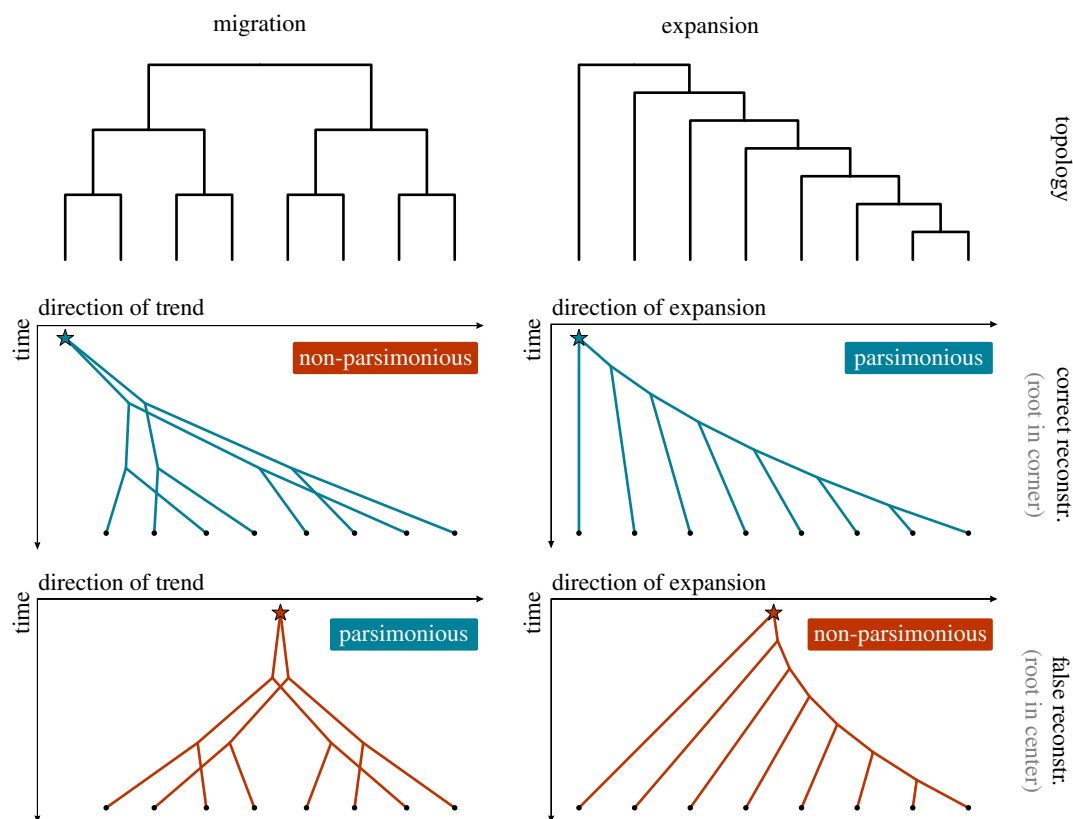 migration
expansion
topology
direction of trend
time
non-parsimonious
direction of expansion
time
parsimonious
correct reconstr.
(root in corner)
direction of trend
time
parsimonious
direction of expansion
time
non-parsimonious
false reconstr.
(root in center)